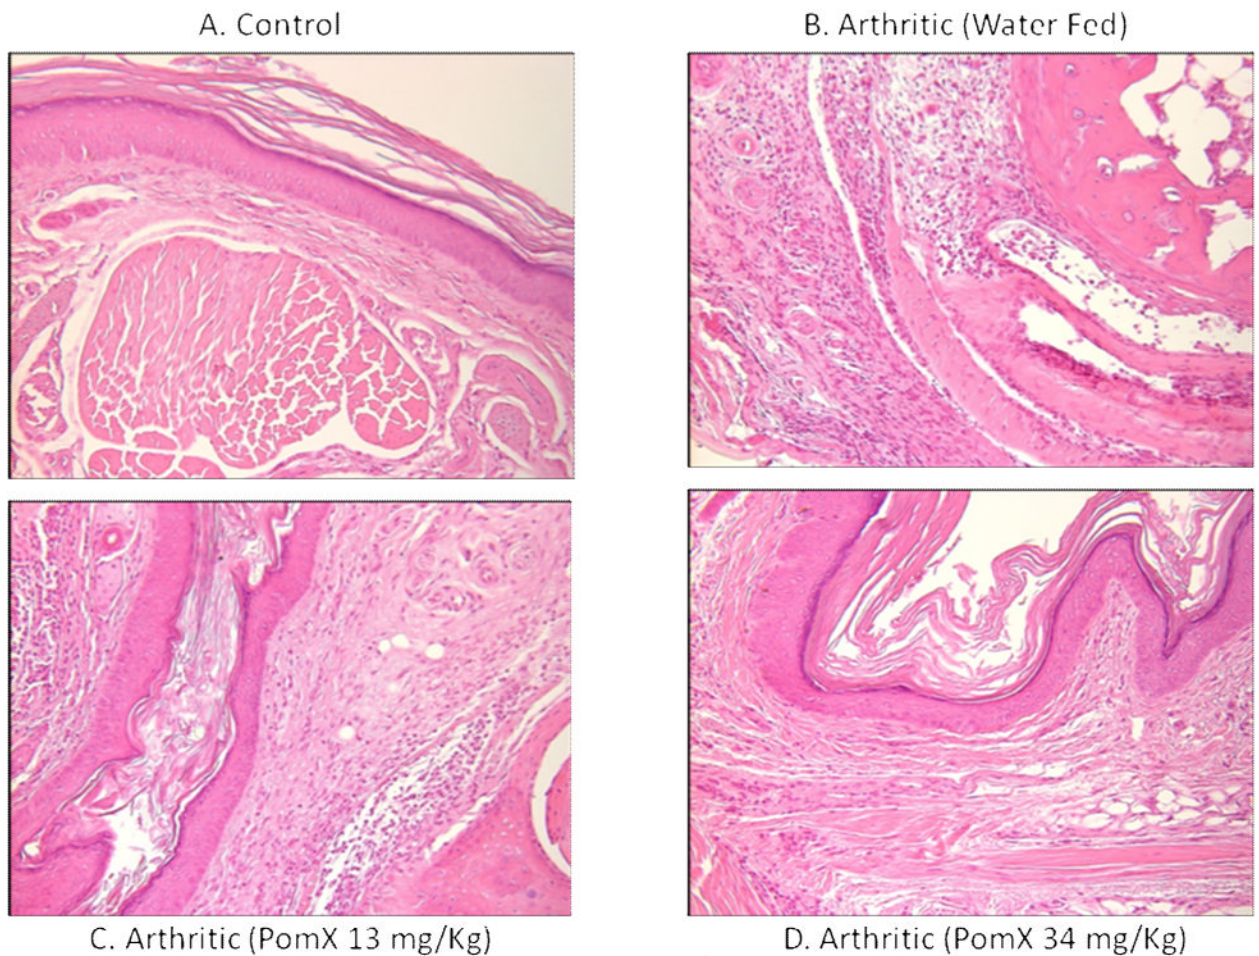 A. Control
B. Arthritic (Water Fed)
C. Arthritic (PomX 13 mg/Kg)
D. Arthritic (PomX 34 mg/Kg)